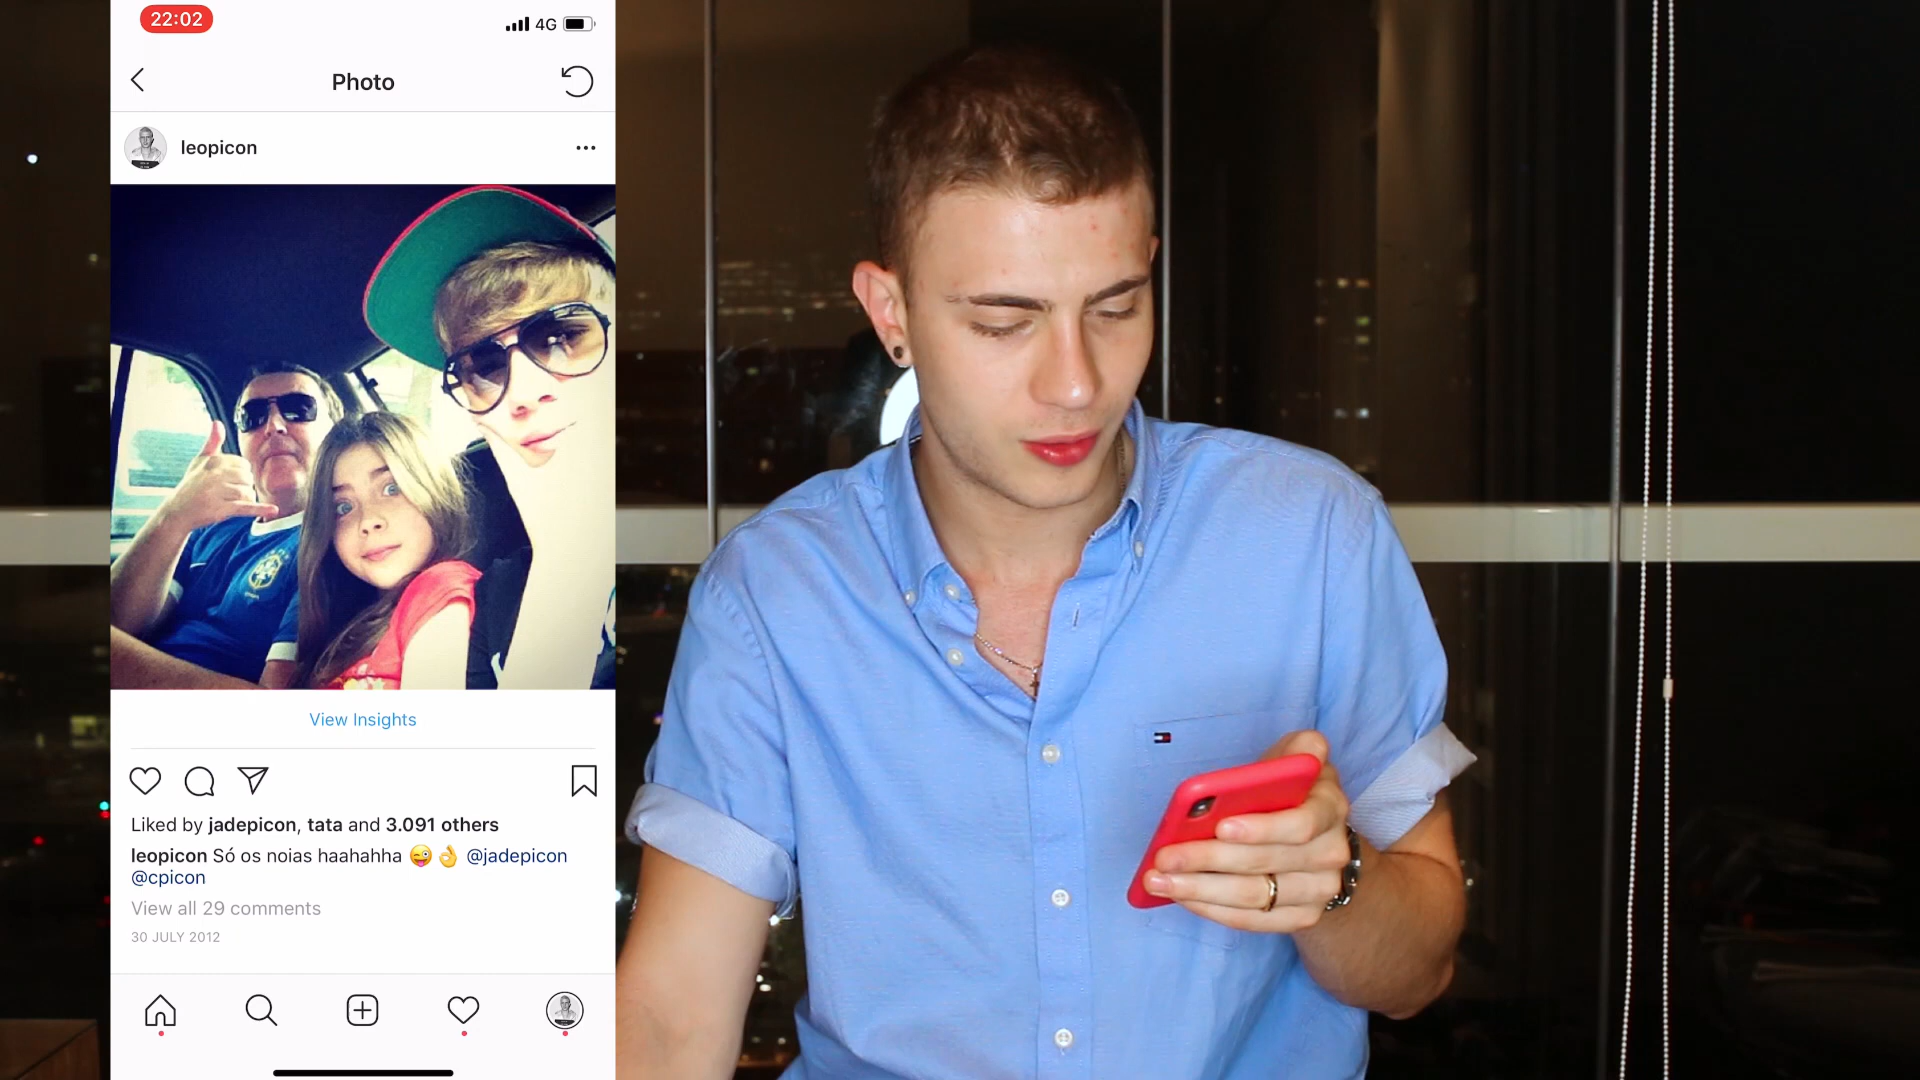 22:02
4G
Photo
leopicon
View Insights
Liked by jadepicon, tata and 3.091 others
leopicon Só os noias haahahha 😜👌 @jadepicon
@cpicon
View all 29 comments
30 JULY 2012